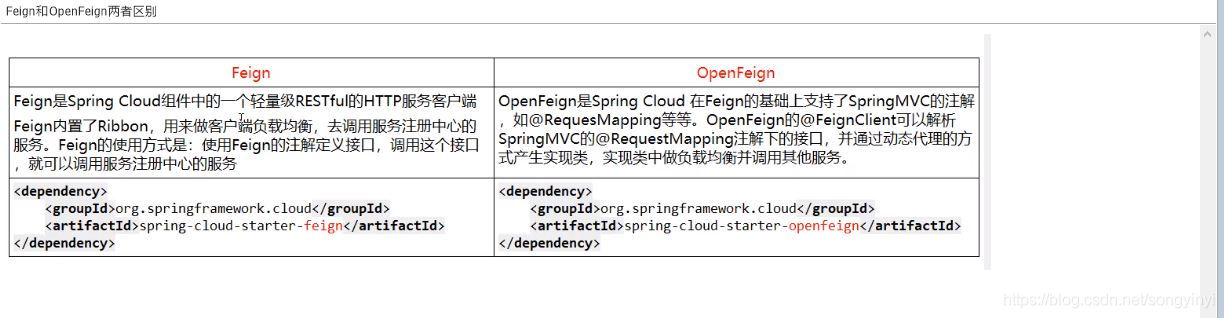 Feign和OpenFeign两者区别
Feign
OpenFeign
Feign是Spring Cloud组件中的一个轻量级RESTful的HTTP服务客户端
Feign内置了Ribbon，用来做客户端负载均衡，去调用服务注册中心的
服务。Feign的使用方式是：使用Feign的注解定义接口，调用这个接口
，就可以调用服务注册中心的服务
OpenFeign是Spring Cloud 在Feign的基础上支持了SpringMVC的注解
，如@RequesMapping等等。OpenFeign的@FeignClient可以解析
SpringMVC的@RequestMapping注解下的接口，并通过动态代理的方
式产生实现类，实现类中做负载均衡并调用其他服务。
<dependency>
    <groupId>org.springframework.cloud</groupId>
    <artifactId>spring-cloud-starter-feign</artifactId>
</dependency>
<dependency>
    <groupId>org.springframework.cloud</groupId>
    <artifactId>spring-cloud-starter-openfeign</artifactId>
</dependency>
https://blog.csdn.net/songyinyi